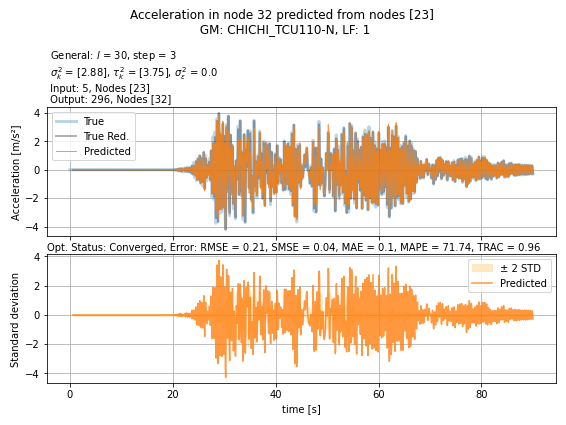 Acceleration in node 32 predicted from nodes [23]
GM: CHICHI_TCU110-N, LF: 1
General: l = 30, step = 3
σ²ₖ = [2.88], τ²ₖ = [3.75], σ²ε = 0.0
Input: 5, Nodes [23]
Output: 296, Nodes [32]
4
2
0
−2
−4
Acceleration [m/s²]
True
True Red.
Predicted
Opt. Status: Converged, Error: RMSE = 0.21, SMSE = 0.04, MAE = 0.1, MAPE = 71.74, TRAC = 0.96
4
2
0
−2
−4
Standard deviation
± 2 STD
Predicted
0 20 40 60 80
time [s]